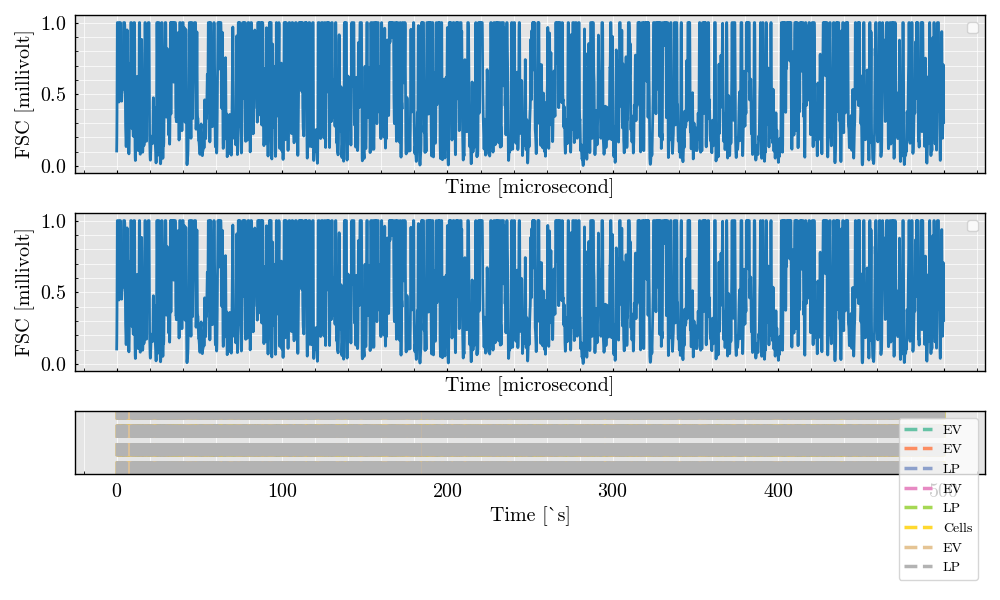 1.0
0.5
0.0
FSC [millivolt]
Time [microsecond]
1.0
0.5
0.0
FSC [millivolt]
Time [microsecond]
0 100 200 300 400 500
Time [`s]
EV
EV
LP
EV
LP
Cells
EV
LP